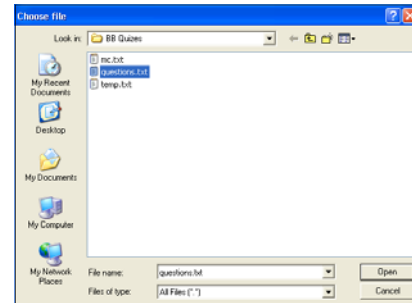 Choose file
Look in:
BB Quizes
mc.txt
questions.txt
temp.txt
My Recent
Documents
Desktop
My Documents
My Computer
My Network
Places
File name:
questions.txt
Open
Files of type:
All Files (*.*)
Cancel